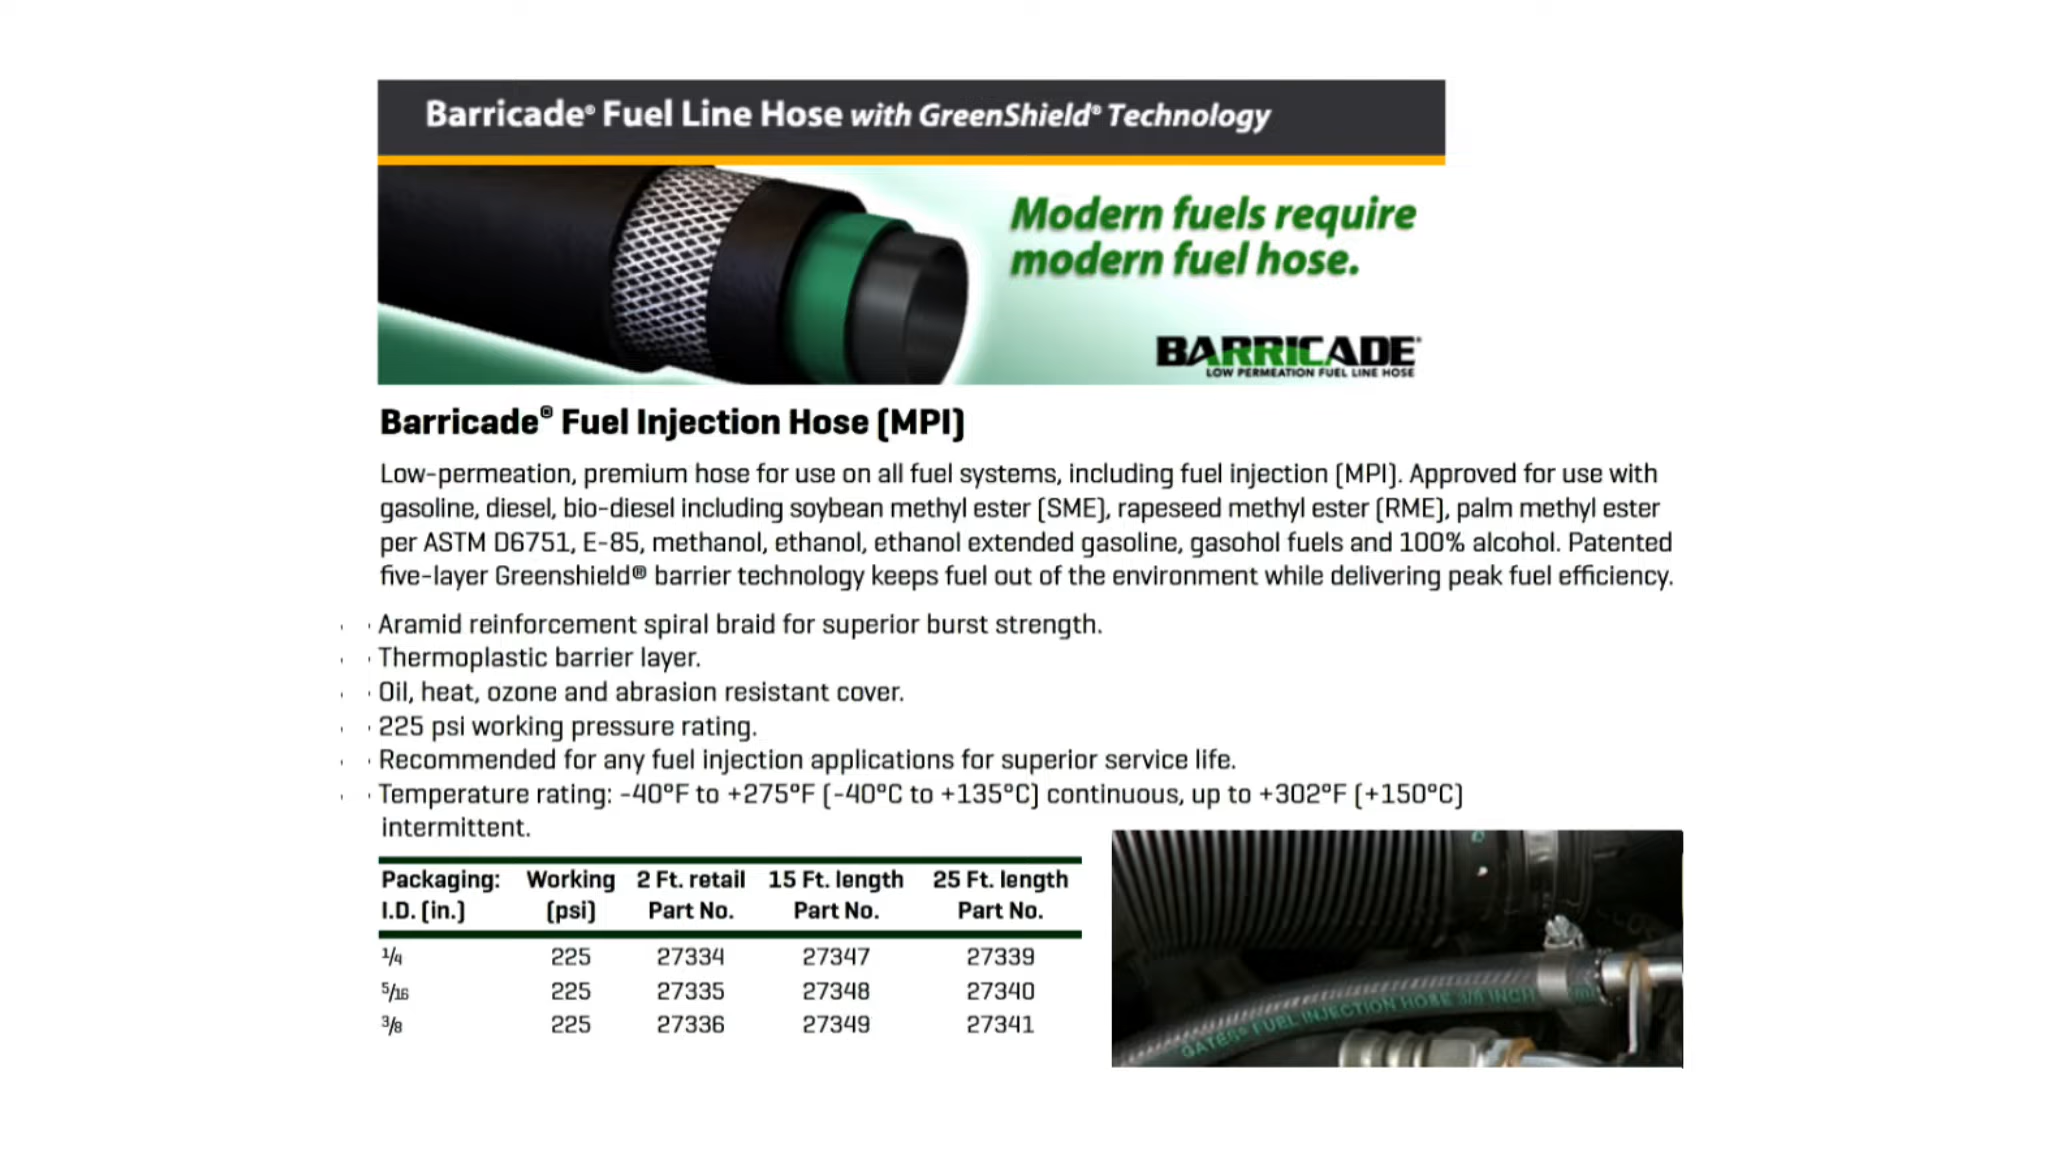 Barricade® Fuel Line Hose with GreenShield® Technology
Modern fuels require
modern fuel hose.
BARRICADE®
LOW PERMEATION FUEL LINE HOSE
Barricade® Fuel Injection Hose (MPI)
Low-permeation, premium hose for use on all fuel systems, including fuel injection (MPI). Approved for use with
gasoline, diesel, bio-diesel including soybean methyl ester (SME), rapeseed methyl ester (RME), palm methyl ester
per ASTM D6751, E-85, methanol, ethanol, ethanol extended gasoline, gasohol fuels and 100% alcohol. Patented
five-layer Greenshield® barrier technology keeps fuel out of the environment while delivering peak fuel efficiency.
· Aramid reinforcement spiral braid for superior burst strength.
· Thermoplastic barrier layer.
· Oil, heat, ozone and abrasion resistant cover.
· 225 psi working pressure rating.
· Recommended for any fuel injection applications for superior service life.
· Temperature rating: -40°F to +275°F (-40°C to +135°C) continuous, up to +302°F (+150°C)
intermittent.
Packaging: Working 2 Ft. retail 15 Ft. length 25 Ft. length
I.D. (in.) (psi) Part No. Part No. Part No.
1/4 225 27334 27347 27339
5/16 225 27335 27348 27340
3/8 225 27336 27349 27341
GATES® FUEL INJECTION HOSE 3/8 INCH